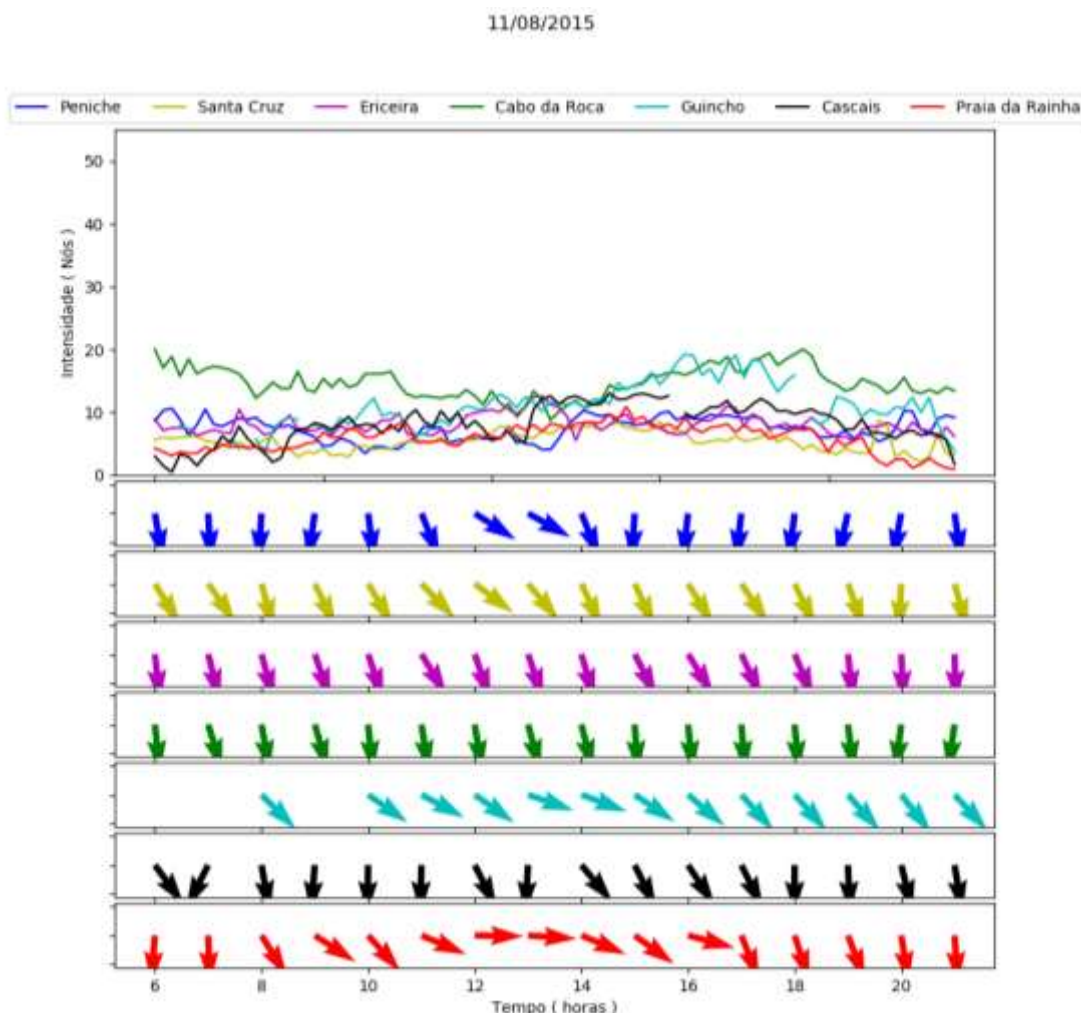 11/08/2015
Peniche Santa Cruz Ericeira Cabo da Roca Guincho Cascais Praia da Rainha
50
40
30
20
10
0
Intensidade ( Nós )
6 8 10 12 14 16 18 20
Tempo ( horas )